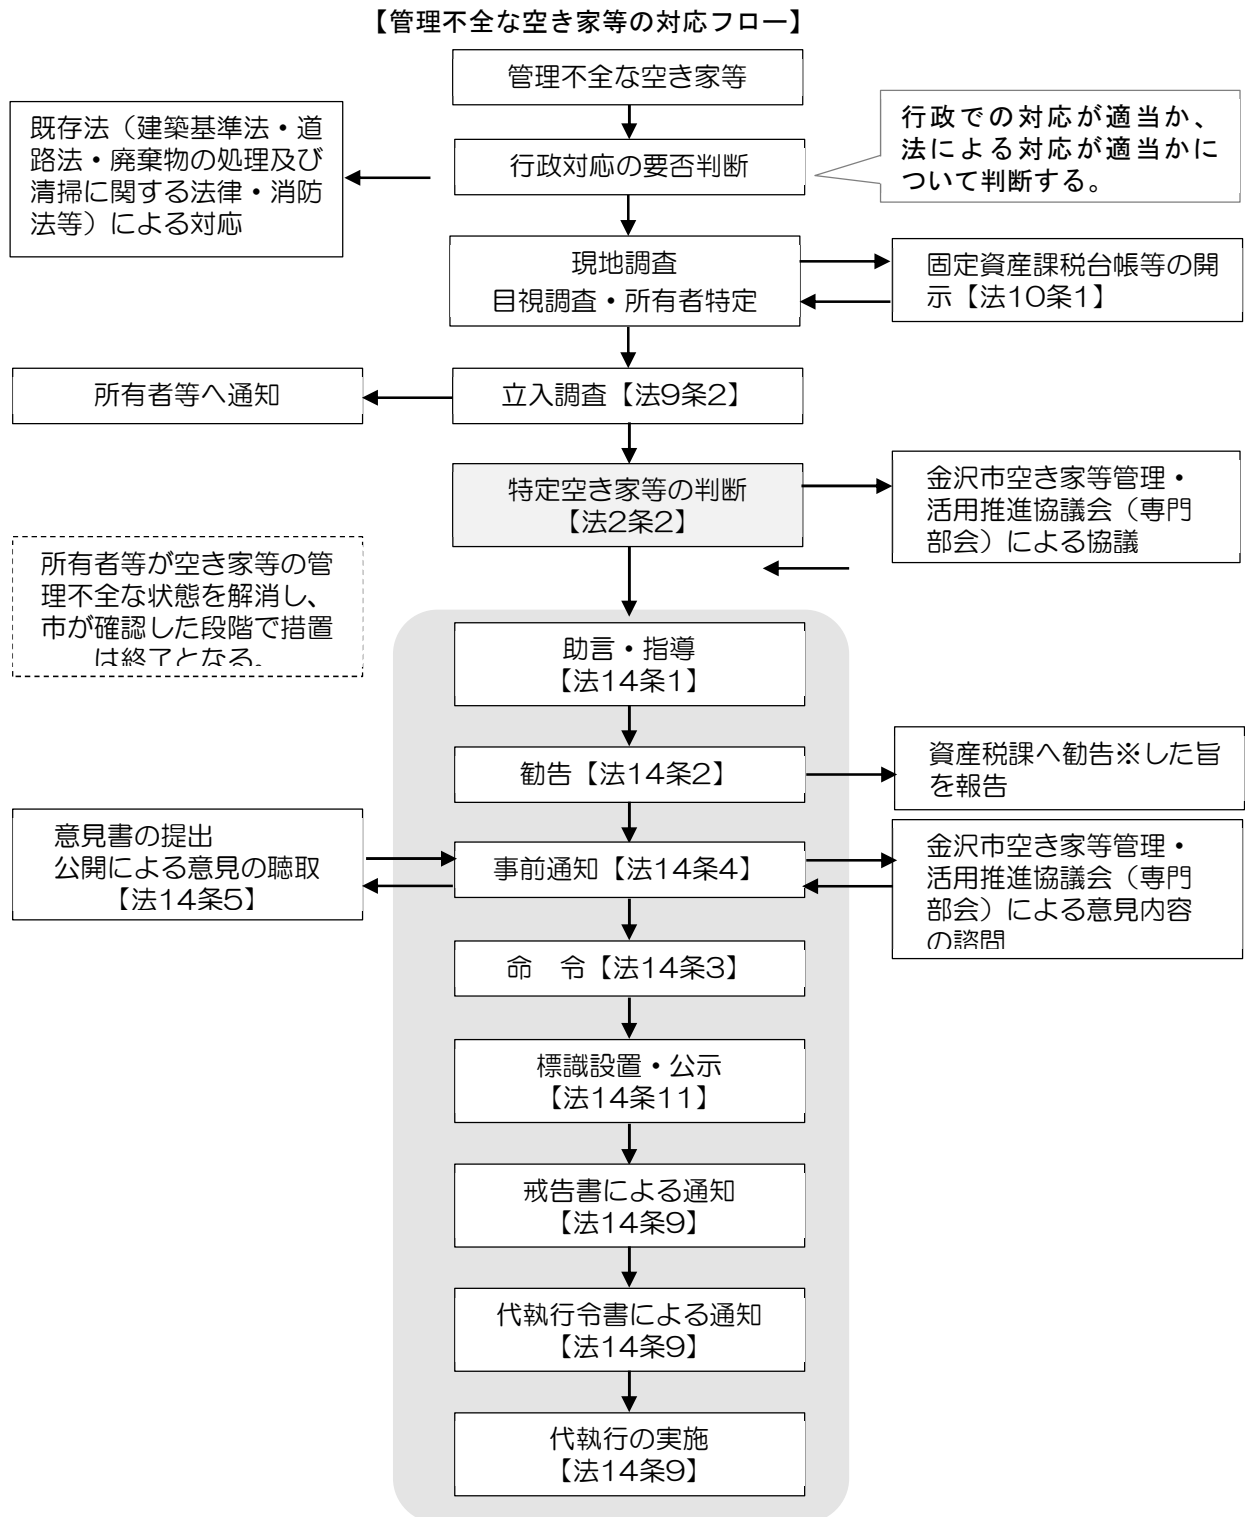 【管理不全な空き家等の対応フロー】
管理不全な空き家等
既存法（建築基準法・道
路法・廃棄物の処理及び
清掃に関する法律・消防
法等）による対応
行政対応の要否判断
行政での対応が適当か、
法による対応が適当かに
ついて判断する。
現地調査
目視調査・所有者特定
固定資産課税台帳等の開
示【法10条1】
所有者等へ通知
立入調査【法9条2】
特定空き家等の判断
【法2条2】
金沢市空き家等管理・
活用推進協議会（専門
部会）による協議
所有者等が空き家等の管
理不全な状態を解消し、
市が確認した段階で措置
は終了となる。
助言・指導
【法14条1】
勧告【法14条2】
資産税課へ勧告※した旨
を報告
意見書の提出
公開による意見の聴取
【法14条5】
事前通知【法14条4】
金沢市空き家等管理・
活用推進協議会（専門
部会）による意見内容
の諮問
命　令【法14条3】
標識設置・公示
【法14条11】
戒告書による通知
【法14条9】
代執行令書による通知
【法14条9】
代執行の実施
【法14条9】